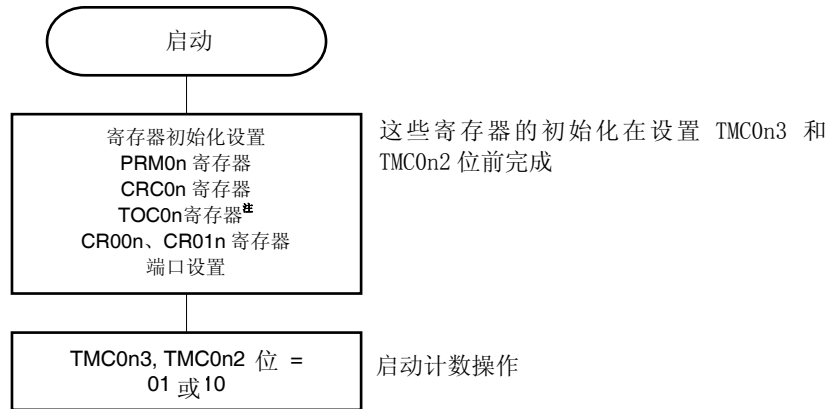 启动
寄存器初始化设置
PRM0n 寄存器
CRC0n 寄存器
TOC0n寄存器注
CR00n、CR01n 寄存器
端口设置
这些寄存器的初始化在设置 TMC0n3 和
TMC0n2 位前完成
TMC0n3, TMC0n2 位 =
01 或10
启动计数操作